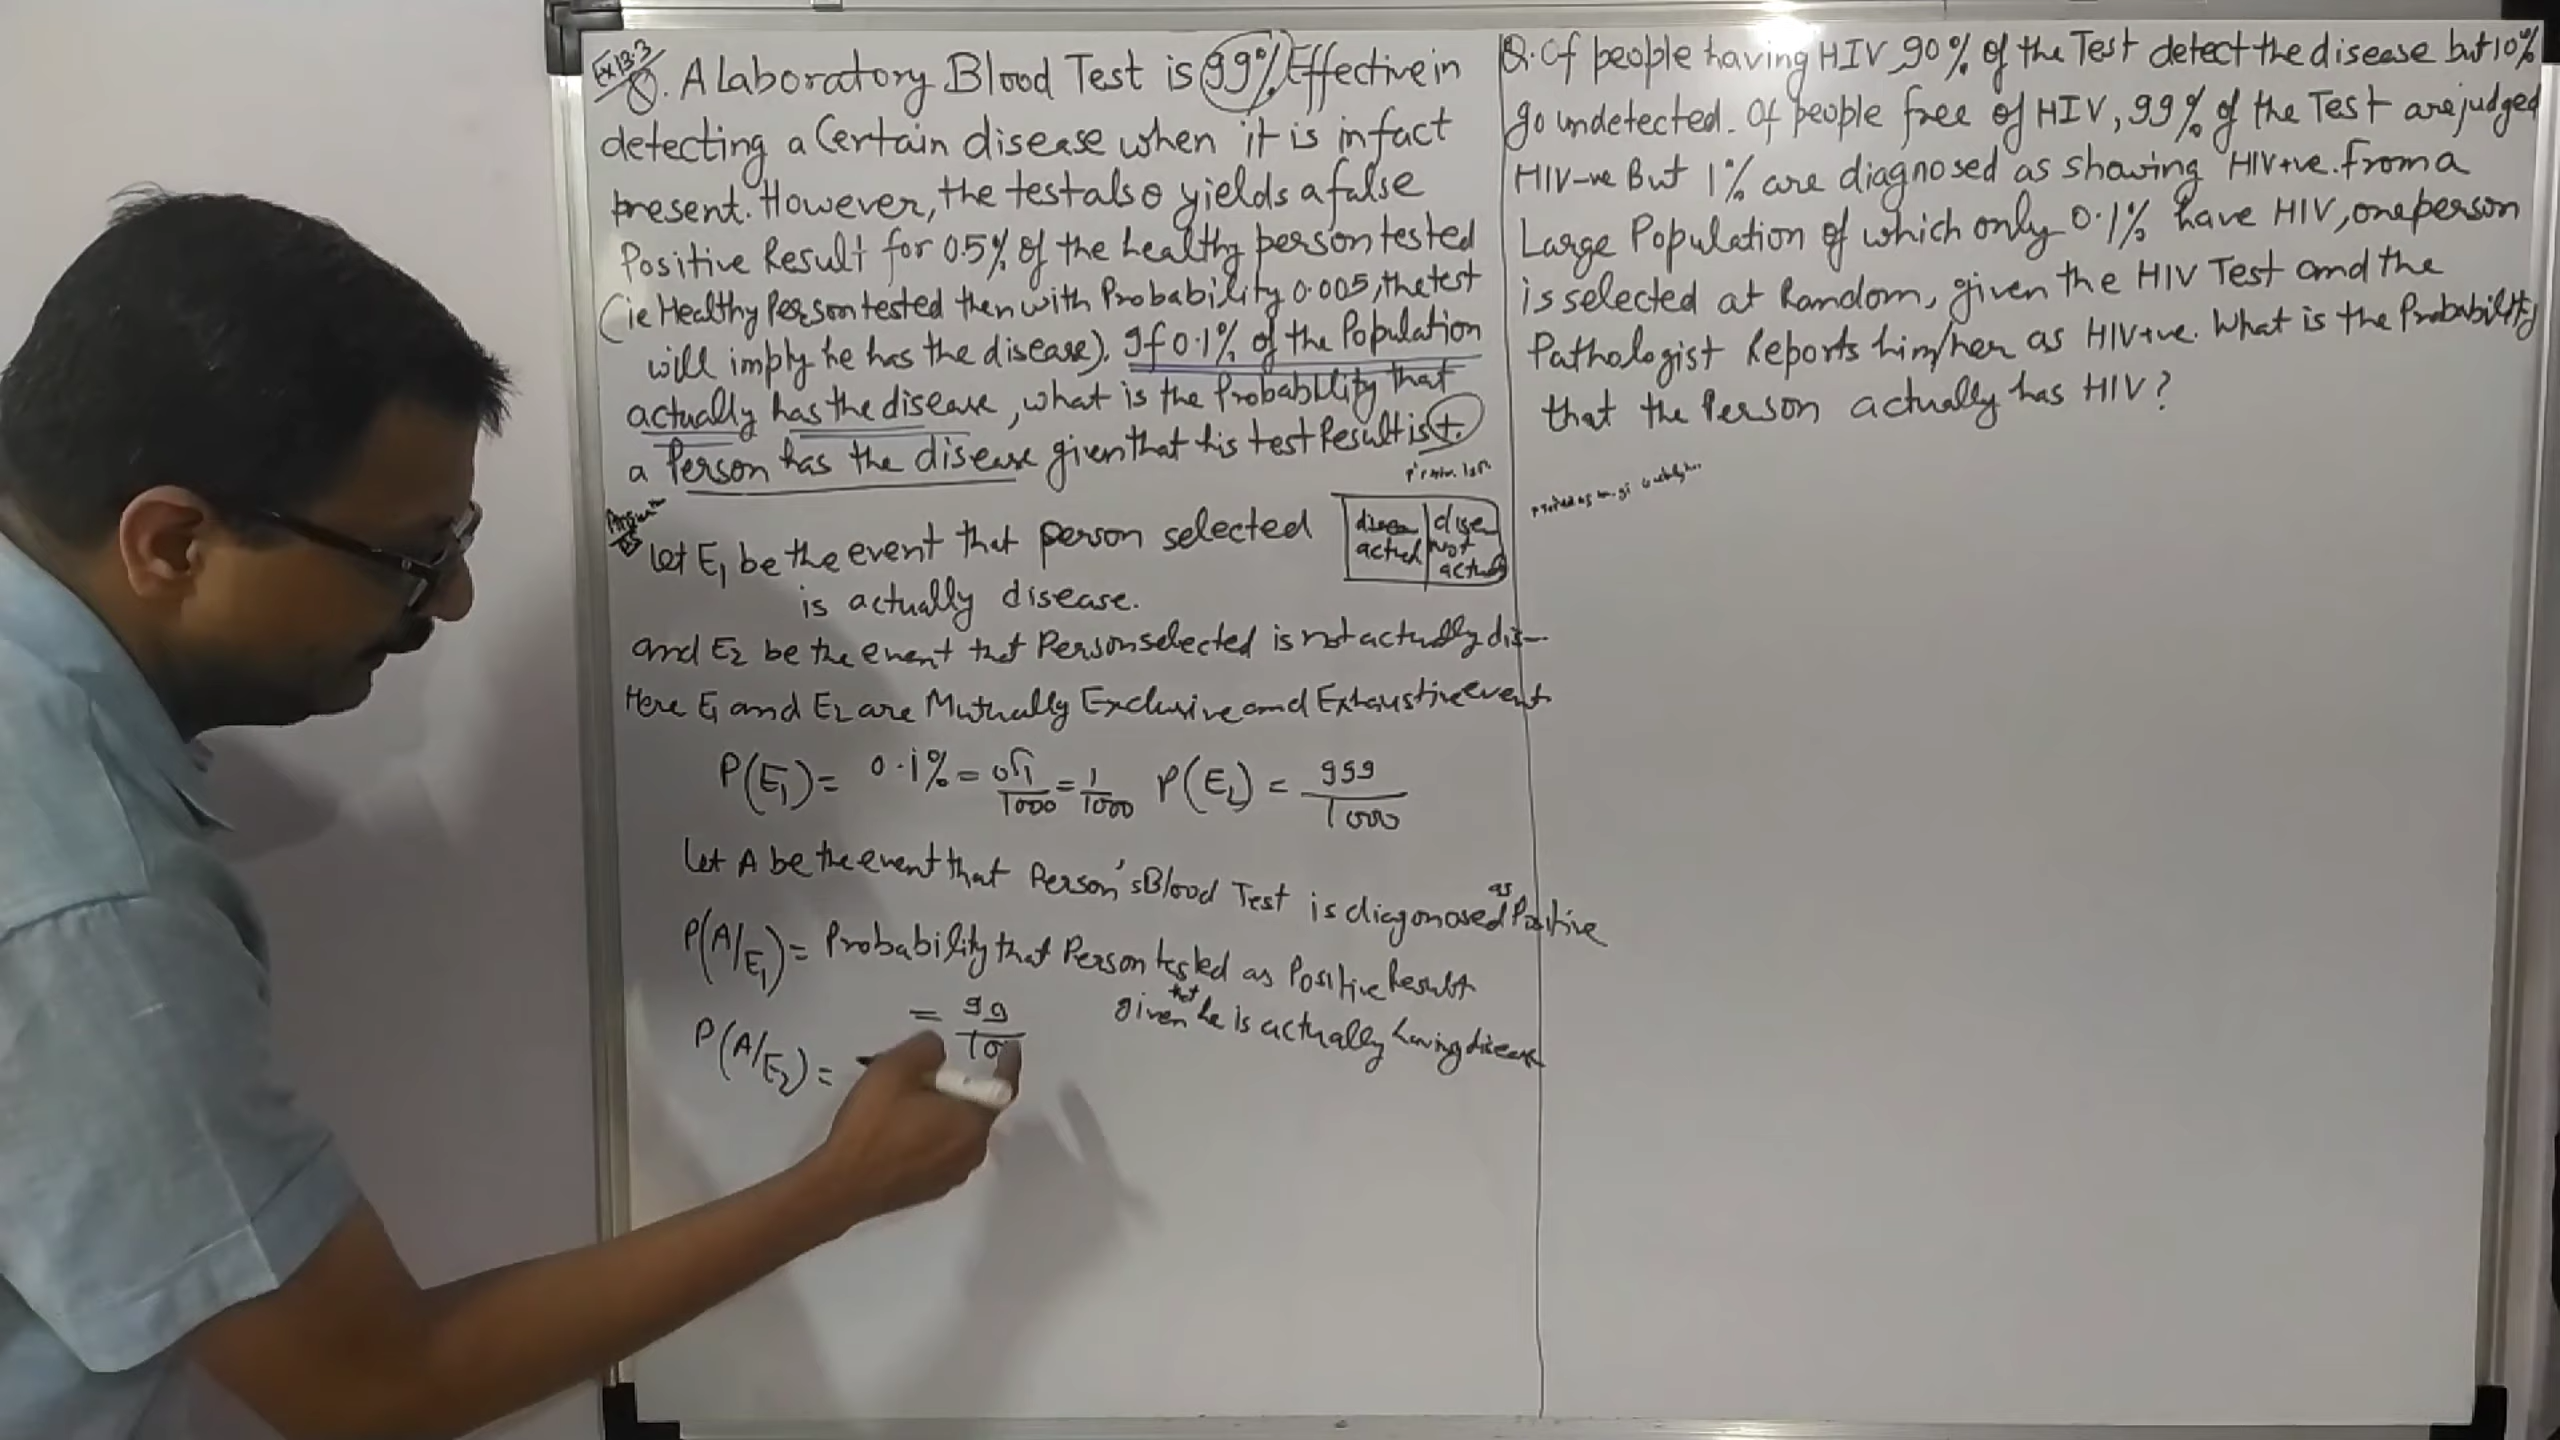 Ex 13.3
Q. A Laboratory Blood Test is 99% Effective in
detecting a Certain disease when it is infact
present. However, the test also yields a false
Positive Result for 0.5% of the healthy person tested
(ie Healthy Person tested then with Probability 0.005, the test
will imply he has the disease). If 0.1% of the Population
actually has the disease, what is the Probability that
a Person has the disease given that his test Result is +.
Let E1 be the event that person selected
is actually disease.
disea actual
dise not actual
and E2 be the event that Person selected is not actually dis—
Here E1 and E2 are Mutually Exclusive and Exhaustive event
P(E1) = 0.1% = 0.1/1000 = 1/1000 P(E2) = 999/1000
Let A be the event that Person's Blood Test is diagonosed as Positive
P(A/E1) = Probability that Person tested as Positive Result
given that he is actually having disease
= 99/100
P(A/E2) =
Q. Of people having HIV, 90% of the Test detect the disease but 10%
go undetected. Of people free of HIV, 99% of the Test are judged
HIV-ve But 1% are diagnosed as showing HIV+ve. From a
Large Population of which only 0.1% have HIV, one person
is selected at Random, given the HIV Test and the
Pathologist Reports him/her as HIV+ve. What is the Probability
that the Person actually has HIV?